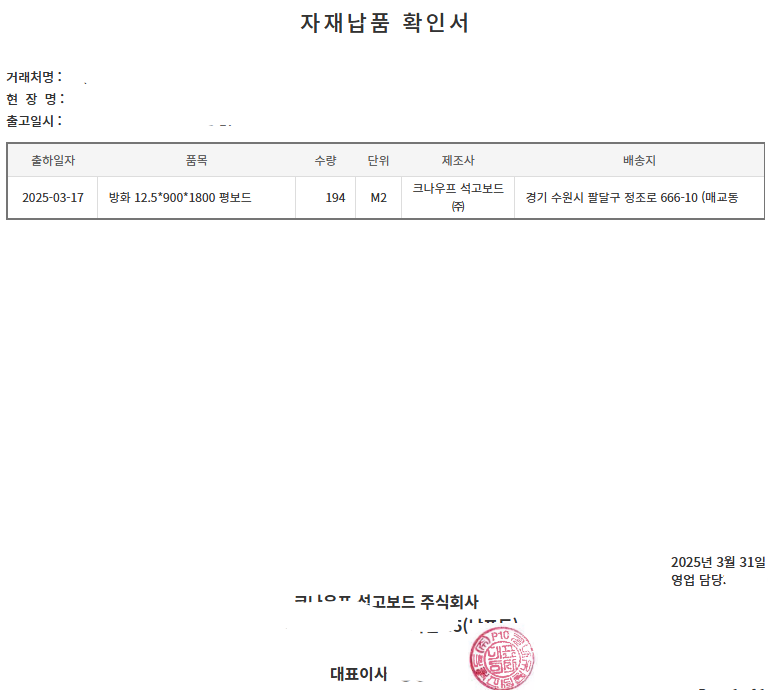 자재납품 확인서
거래처명 :
현 장 명 :
출고일시 :
출하일자 품목 수량 단위 제조사 배송지
2025-03-17 방화 12.5*900*1800 평보드 194 M2 크나우프 석고보드㈜ 경기 수원시 팔달구 정조로 666-10 (매교동
2025년 3월 31일
영업 담당.
크나우프 석고보드 주식회사
대표이사